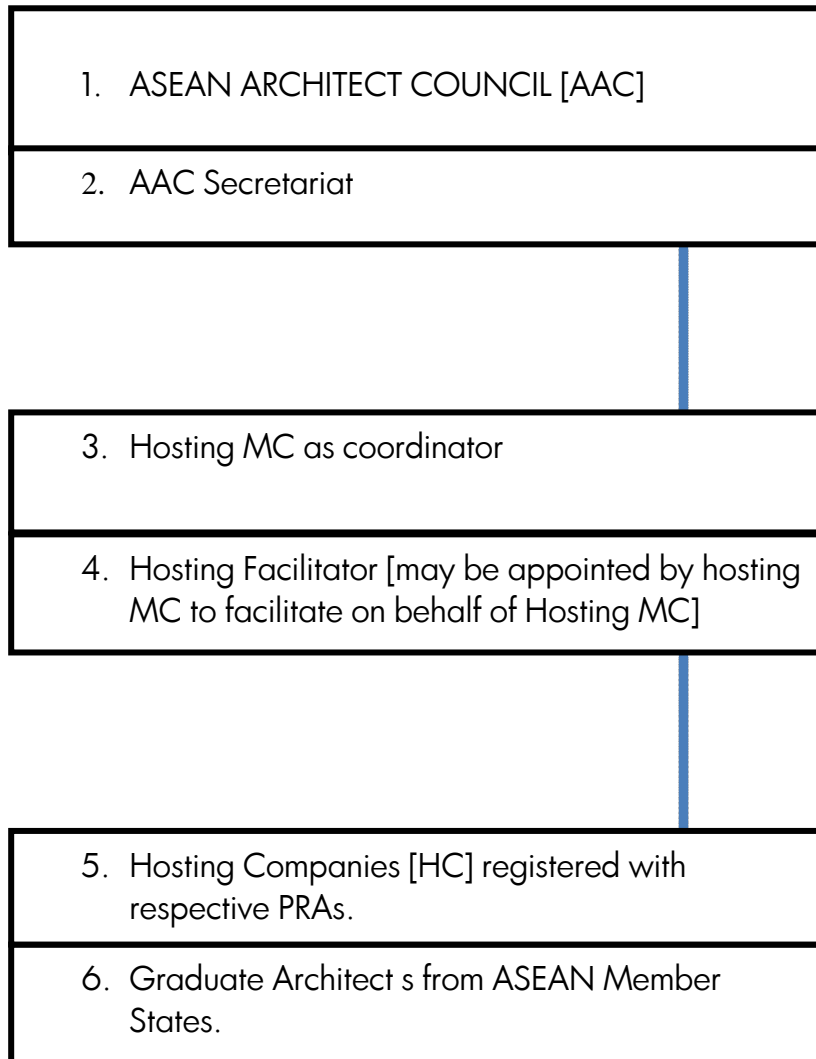 1. ASEAN ARCHITECT COUNCIL [AAC]
2. AAC Secretariat
3. Hosting MC as coordinator
4. Hosting Facilitator [may be appointed by hosting
MC to facilitate on behalf of Hosting MC]
5. Hosting Companies [HC] registered with
respective PRAs.
6. Graduate Architect s from ASEAN Member
States.